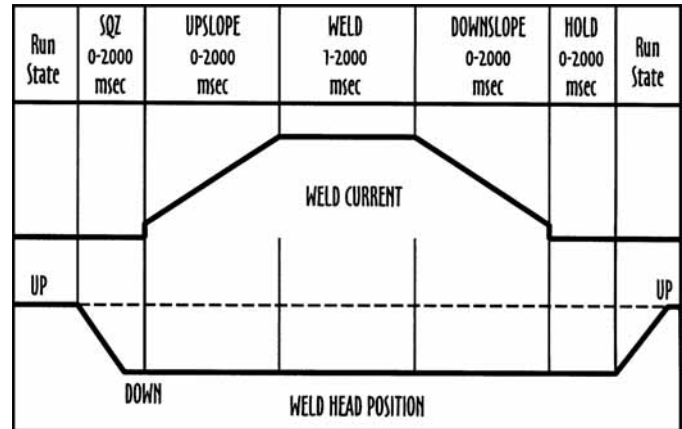 Run
State
SQZ
0-2000
msec
UPSLOPE
0-2000
msec
WELD
1-2000
msec
DOWNSLOPE
0-2000
msec
HOLD
0-2000
msec
Run
State
WELD CURRENT
UP
UP
DOWN
WELD HEAD POSITION